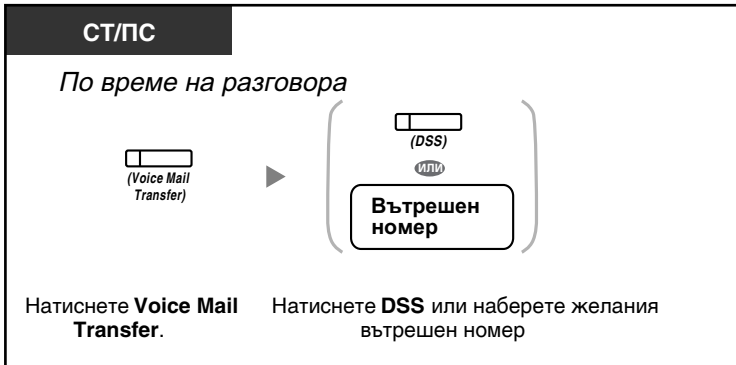 СТ/ПС
По време на разговора
(DSS)
(Voice Mail
Transfer)
или
Вътрешен
номер
Натиснете Voice Mail
Transfer.
Натиснете DSS или наберете желания
вътрешен номер